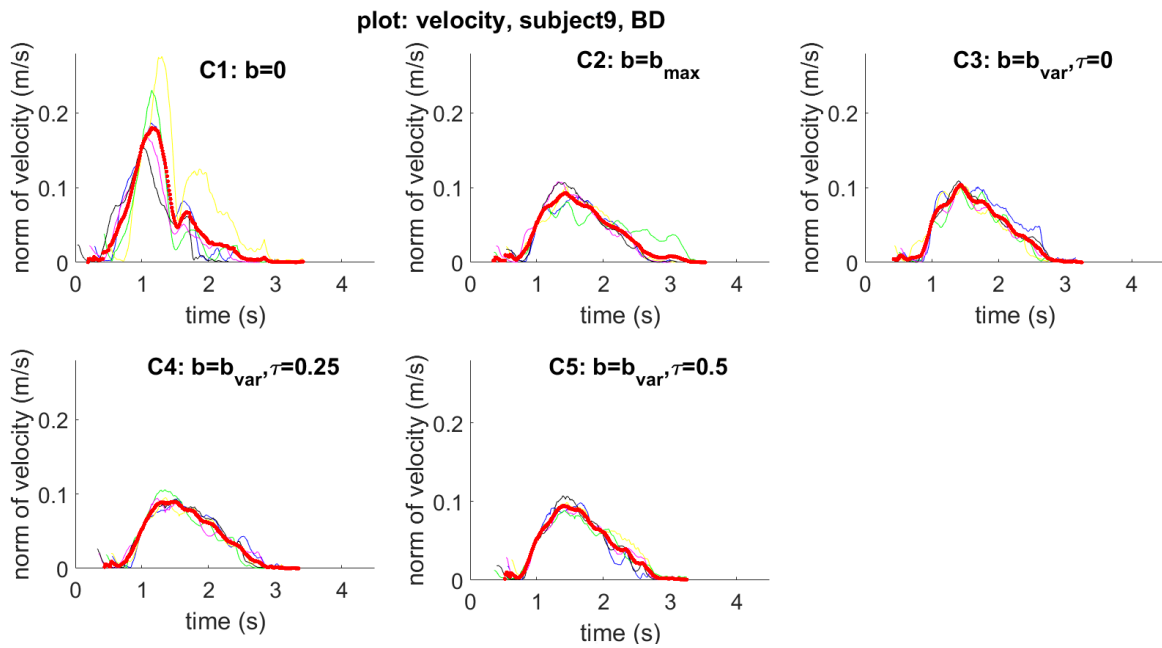 plot: velocity, subject9, BD
C1: b=0
norm of velocity (m/s)
0.2
0.1
0
0 1 2 3 4
time (s)
C2: b=b_max
norm of velocity (m/s)
0.2
0.1
0
0 1 2 3 4
time (s)
C3: b=b_var,τ=0
norm of velocity (m/s)
0.2
0.1
0
0 1 2 3 4
time (s)
C4: b=b_var,τ=0.25
norm of velocity (m/s)
0.2
0.1
0
0 1 2 3 4
time (s)
C5: b=b_var,τ=0.5
norm of velocity (m/s)
0.2
0.1
0
0 1 2 3 4
time (s)